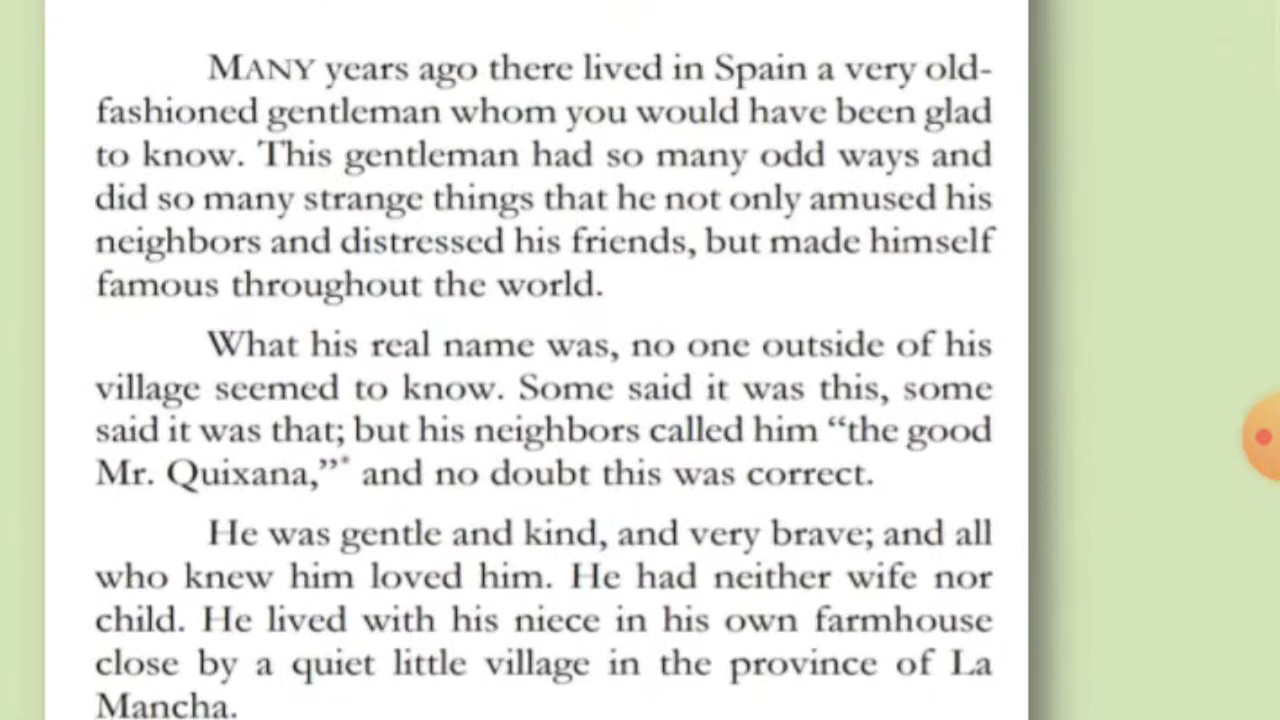 MANY years ago there lived in Spain a very old-
fashioned gentleman whom you would have been glad
to know. This gentleman had so many odd ways and
did so many strange things that he not only amused his
neighbors and distressed his friends, but made himself
famous throughout the world.
What his real name was, no one outside of his
village seemed to know. Some said it was this, some
said it was that; but his neighbors called him “the good
Mr. Quixana,”* and no doubt this was correct.
He was gentle and kind, and very brave; and all
who knew him loved him. He had neither wife nor
child. He lived with his niece in his own farmhouse
close by a quiet little village in the province of La
Mancha.